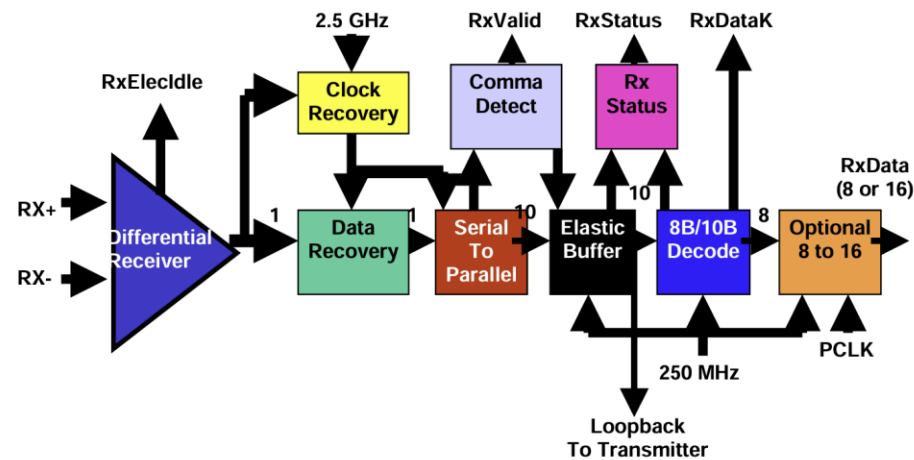 2.5 GHz
RxValid
RxStatus
RxDataK
RxElecIdle
Clock
Recovery
Comma
Detect
Rx
Status
RxData
(8 or 16)
RX+
RX-
Differential
Receiver
1
Data
Recovery
1
Serial
To
Parallel
10
Elastic
Buffer
10
8B/10B
Decode
8
Optional
8 to 16
250 MHz
PCLK
Loopback
To Transmitter